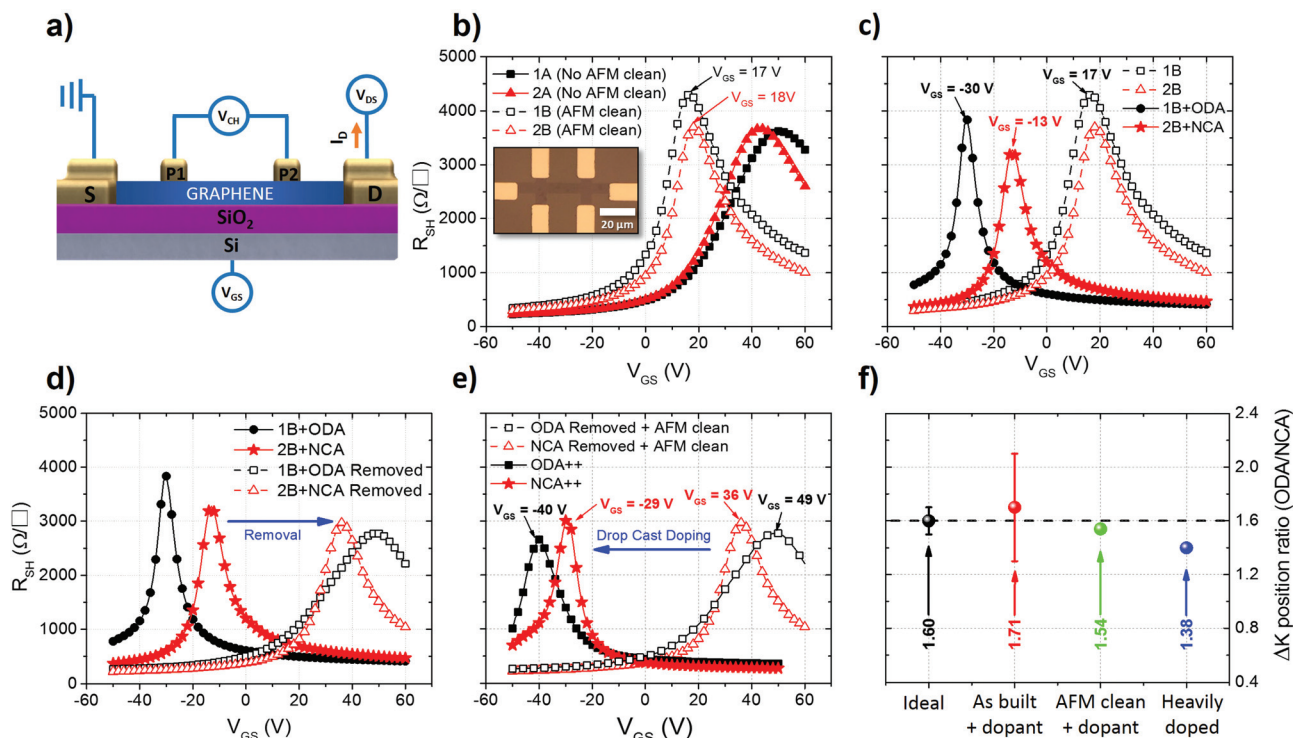 a)
V_DS
V_CH
I_D
P1
P2
S
GRAPHENE
D
SiO₂
Si
V_GS
b)
5000
4000
3000
2000
1000
0
R_SH (Ω/□)
1A (No AFM clean)
2A (No AFM clean)
1B (AFM clean)
2B (AFM clean)
V_GS = 17 V
V_GS = 18V
20 µm
-60 -40 -20 0 20 40 60
V_GS (V)
c)
V_GS = -30 V
V_GS = 17 V
V_GS = -13 V
1B
2B
1B+ODA
2B+NCA
-60 -40 -20 0 20 40 60
V_GS (V)
d)
5000
4000
3000
2000
1000
0
R_SH (Ω/□)
1B+ODA
2B+NCA
1B+ODA Removed
2B+NCA Removed
Removal
-60 -40 -20 0 20 40 60
V_GS (V)
e)
ODA Removed + AFM clean
NCA Removed + AFM clean
ODA++
NCA++
V_GS = -29 V
V_GS = 36 V
V_GS = 49 V
V_GS = -40 V
Drop Cast Doping
-60 -40 -20 0 20 40 60
V_GS (V)
f)
2.4
2.0
1.6
1.2
0.8
0.4
ΔK position ratio (ODA/NCA)
1.60
1.71
1.54
1.38
Ideal
As built
+ dopant
AFM clean
+ dopant
Heavily
doped